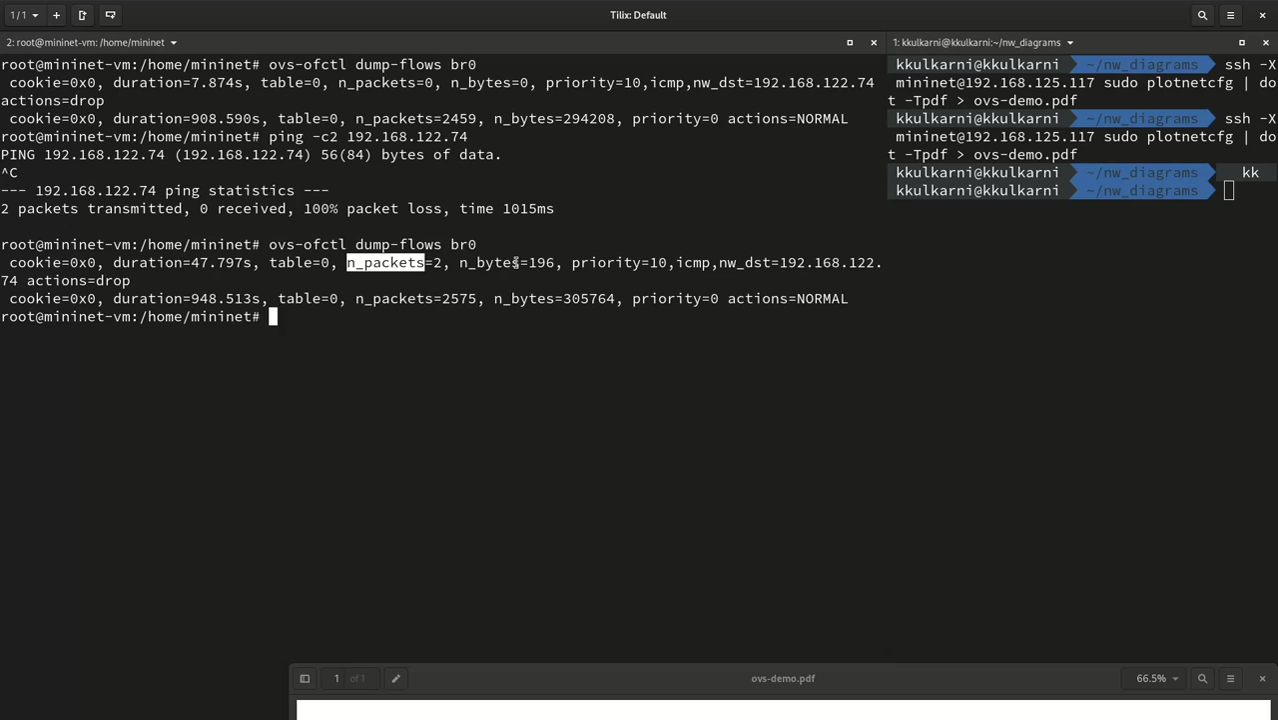 1/1
Tilix: Default
2: root@mininet-vm: /home/mininet
root@mininet-vm:/home/mininet# ovs-ofctl dump-flows br0
cookie=0x0, duration=7.874s, table=0, n_packets=0, n_bytes=0, priority=10,icmp,nw_dst=192.168.122.74
actions=drop
cookie=0x0, duration=908.590s, table=0, n_packets=2459, n_bytes=294208, priority=0 actions=NORMAL
root@mininet-vm:/home/mininet# ping -c2 192.168.122.74
PING 192.168.122.74 (192.168.122.74) 56(84) bytes of data.
^C
--- 192.168.122.74 ping statistics ---
2 packets transmitted, 0 received, 100% packet loss, time 1015ms
root@mininet-vm:/home/mininet# ovs-ofctl dump-flows br0
cookie=0x0, duration=47.797s, table=0, n_packets=2, n_bytes=196, priority=10,icmp,nw_dst=192.168.122.
74 actions=drop
cookie=0x0, duration=948.513s, table=0, n_packets=2575, n_bytes=305764, priority=0 actions=NORMAL
root@mininet-vm:/home/mininet#
1: kkulkarni@kkulkarni:~/nw_diagrams
kkulkarni@kkulkarni ~/nw_diagrams ssh -X
mininet@192.168.125.117 sudo plotnetcfg | do
t -Tpdf > ovs-demo.pdf
kkulkarni@kkulkarni ~/nw_diagrams ssh -X
mininet@192.168.125.117 sudo plotnetcfg | do
t -Tpdf > ovs-demo.pdf
kkulkarni@kkulkarni ~/nw_diagrams kk
kkulkarni@kkulkarni ~/nw_diagrams
1 of 1
ovs-demo.pdf
66.5%